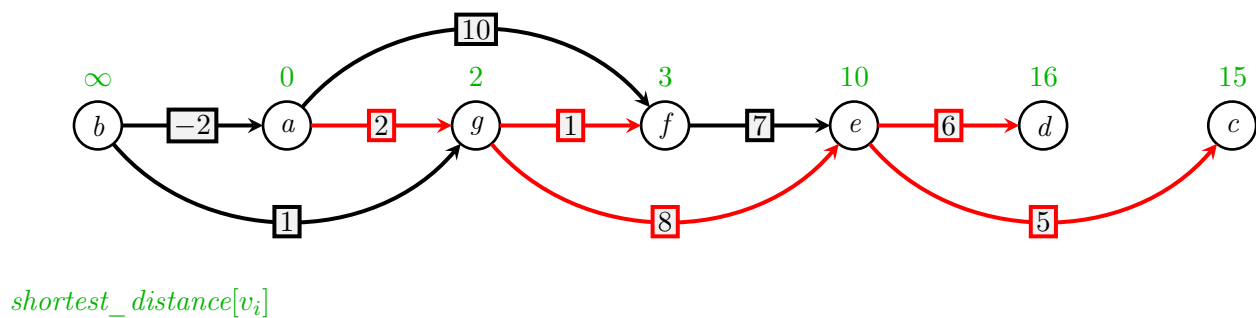 10
∞ 0 2 3 10 16 15
b −2 a 2 g 1 f 7 e 6 d c
1 8 5
shortest_distance[v_i]